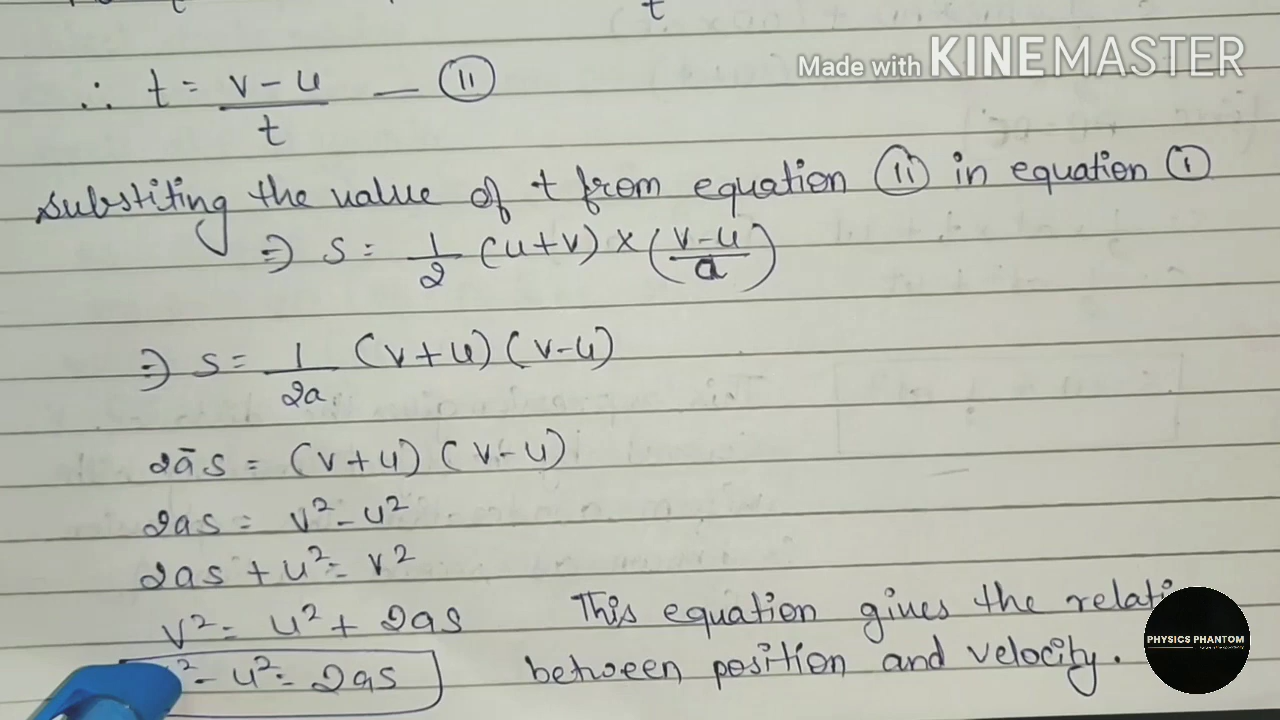 t
t
Made with KINEMASTER
∴ t = v - u / t — (II)
substiting the value of t from equation (ii) in equation (i)
⇒ s = 1/2 (u+v) × (v-u/a)
⇒ s = 1/2a (v+u) (v-u)
2as = (v+u) (v-u)
2as = v² - u²
2as + u² = v²
v² = u² + 2as
This equation gives the
² - u² = 2as
between position and velocity.
PHYSICS PHANTOM